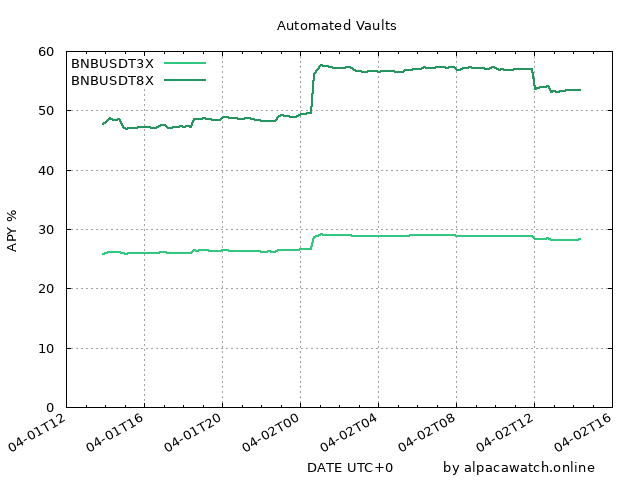 Automated Vaults
BNBUSDT3X
BNBUSDT8X
APY %
60
50
40
30
20
10
0
04-01T12 04-01T16 04-01T20 04-02T00 04-02T04 04-02T08 04-02T12 04-02T16
DATE UTC+0 by alpacawatch.online